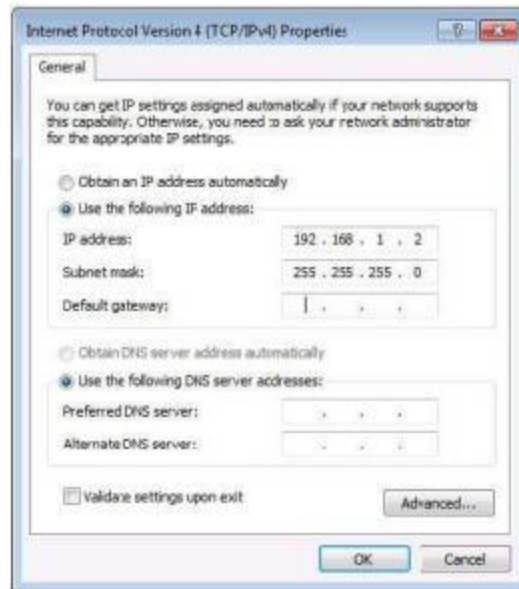 Internet Protocol Version 4 (TCP/IPv4) Properties
General
You can get IP settings assigned automatically if your network supports
this capability. Otherwise, you need to ask your network administrator
for the appropriate IP settings.
Obtain an IP address automatically
Use the following IP address:
IP address: 192 . 168 . 1 . 2
Subnet mask: 255 . 255 . 255 . 0
Default gateway: . . .
Obtain DNS server address automatically
Use the following DNS server addresses:
Preferred DNS server: . . .
Alternate DNS server: . . .
Validate settings upon exit
Advanced...
OK Cancel